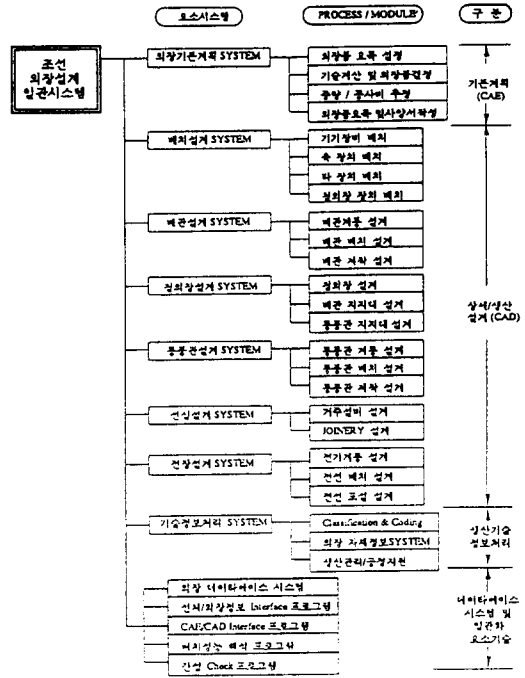 요소시스템 PROCESS / MODULE 구 분
조선
의장설계
일관시스템
의장기본계획 SYSTEM
의장품 요목 설정
기술계산 및 의장품결정
중량 / 공사비 추정
의장품요목 및사양서작성
기본계획
(CAE)
배치설계 SYSTEM
기기장비 배치
축 장치 배치
타 장치 배치
철의장 장치 배치
배관설계 SYSTEM
배관계통 설계
배관 배치 설계
배관 제작 설계
철의장설계 SYSTEM
철의장 설계
배관 지지대 설계
통풍관 지지대 설계
상세/생산
설계 (CAD)
통풍관설계 SYSTEM
통풍관 계통 설계
통풍관 배치 설계
통풍관 제작 설계
선실설계 SYSTEM
거주설비 설계
JOINERY 설계
전장설계 SYSTEM
전기계통 설계
전선 배치 설계
전선 포설 설계
기술정보처리 SYSTEM
Classification & Coding
의장 자재정보SYSTEM
생산관리/공정지원
생산기술
정보처리
의장 데이타베이스 시스템
선체/의장정보 Interface 프로그램
CAE/CAD Interface 프로그램
배치성능 해석 프로그램
간섭 Check 프로그램
데이타베이스
시스템 및
일관화
요소기술